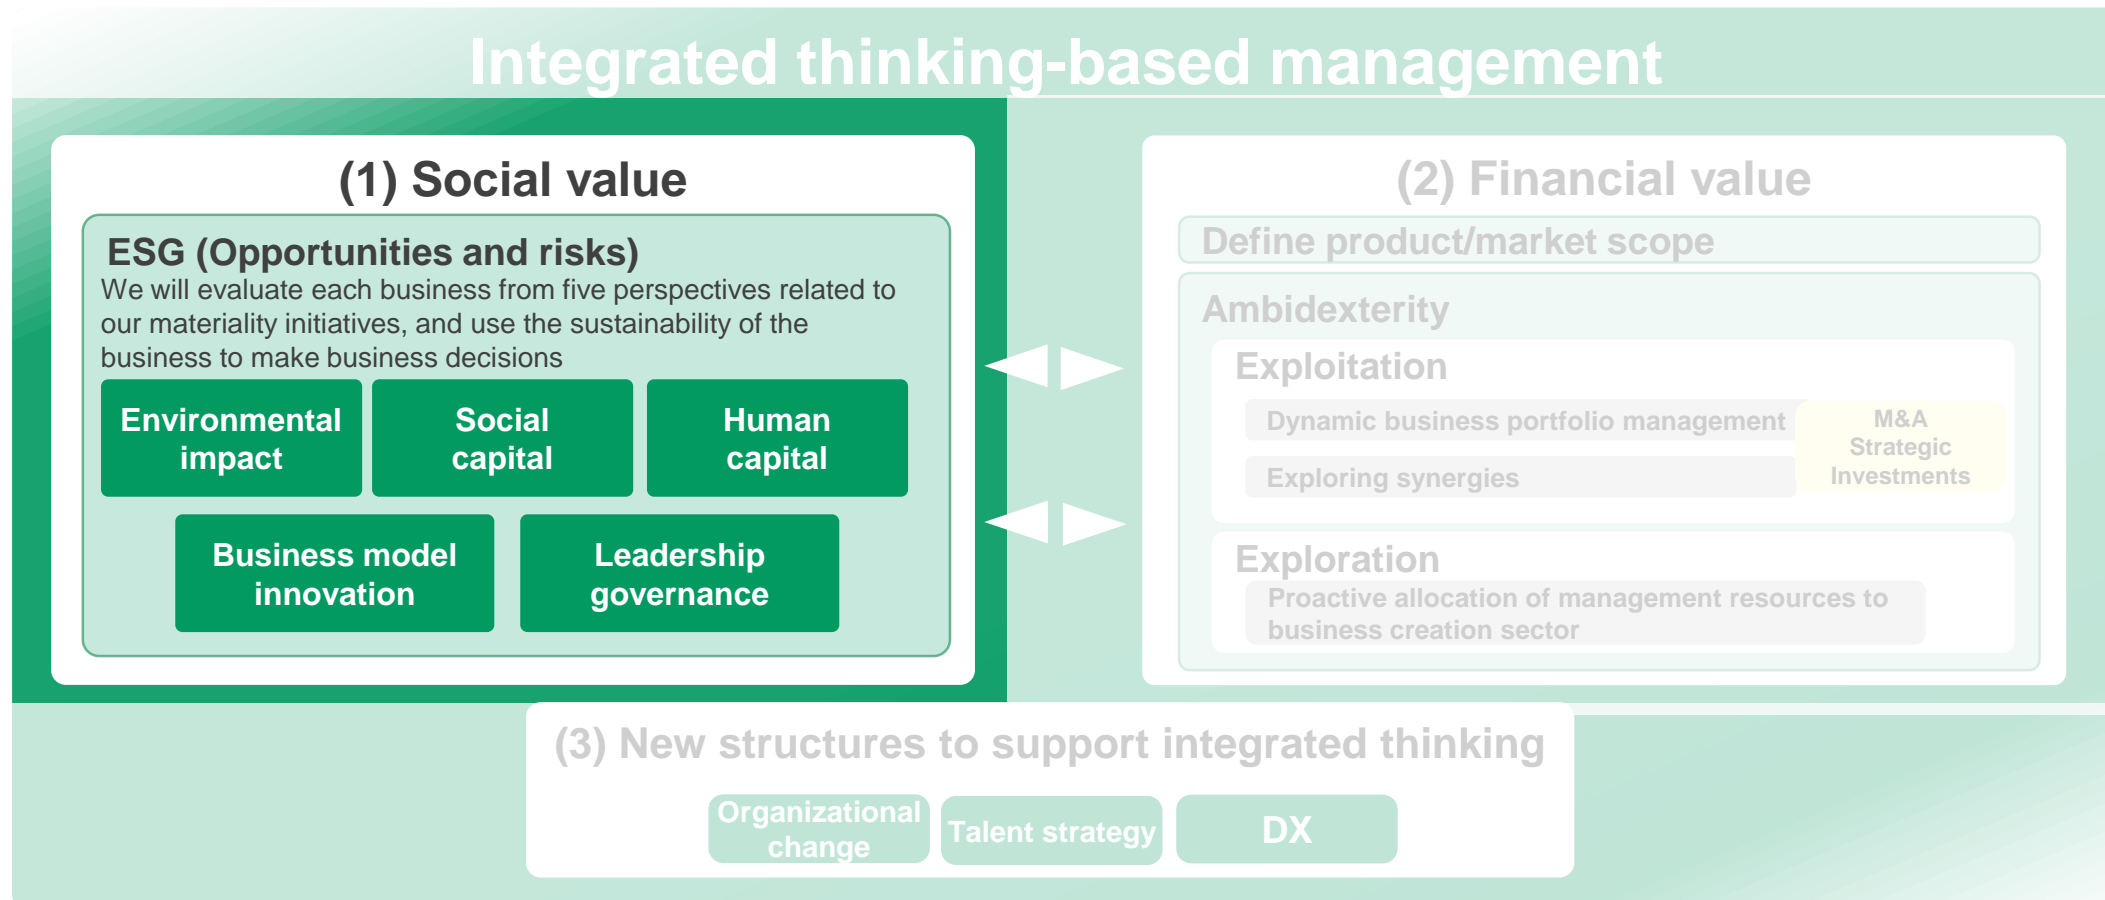 Integrated thinking-based management
(1) Social value
ESG (Opportunities and risks)
We will evaluate each business from five perspectives related to
our materiality initiatives, and use the sustainability of the
business to make business decisions
Environmental
impact
Social
capital
Human
capital
Business model
innovation
Leadership
governance
(2) Financial value
Define product/market scope
Ambidexterity
Exploitation
Dynamic business portfolio management
Exploring synergies
M&A
Strategic
Investments
Exploration
Proactive allocation of management resources to
business creation sector
(3) New structures to support integrated thinking
Organizational
change
Talent strategy
DX